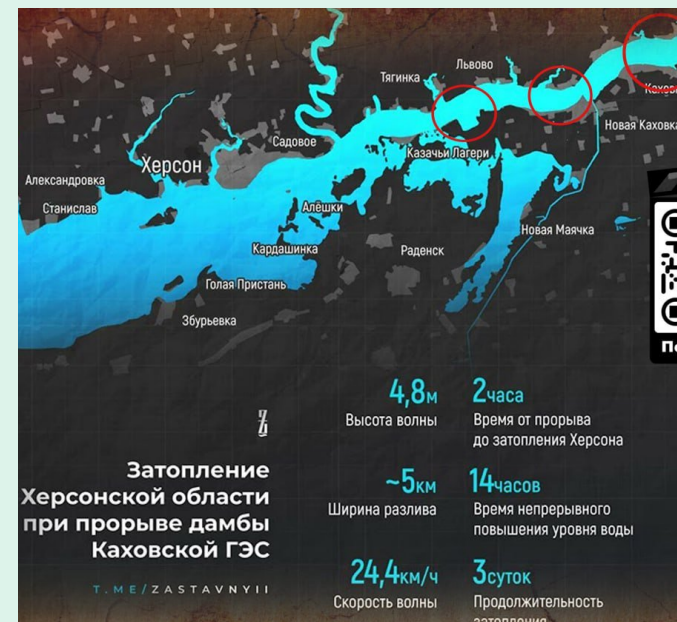 Львово
Тягинка
Новая Каховка
Садовое
Казачьи Лагери
Херсон
Александровка
Станислав
Алёшки
Новая Маячка
Кардашинка
Раденск
Голая Пристань
Збурьевка
4,8м
Высота волны
2часа
Время от прорыва
до затопления Херсона
~5км
Ширина разлива
14часов
Время непрерывного
повышения уровня воды
24,4км/ч
Скорость волны
3суток
Продолжительность
затопления
Затопление
Херсонской области
при прорыве дамбы
Каховской ГЭС
T.ME/ZASTAVNYII